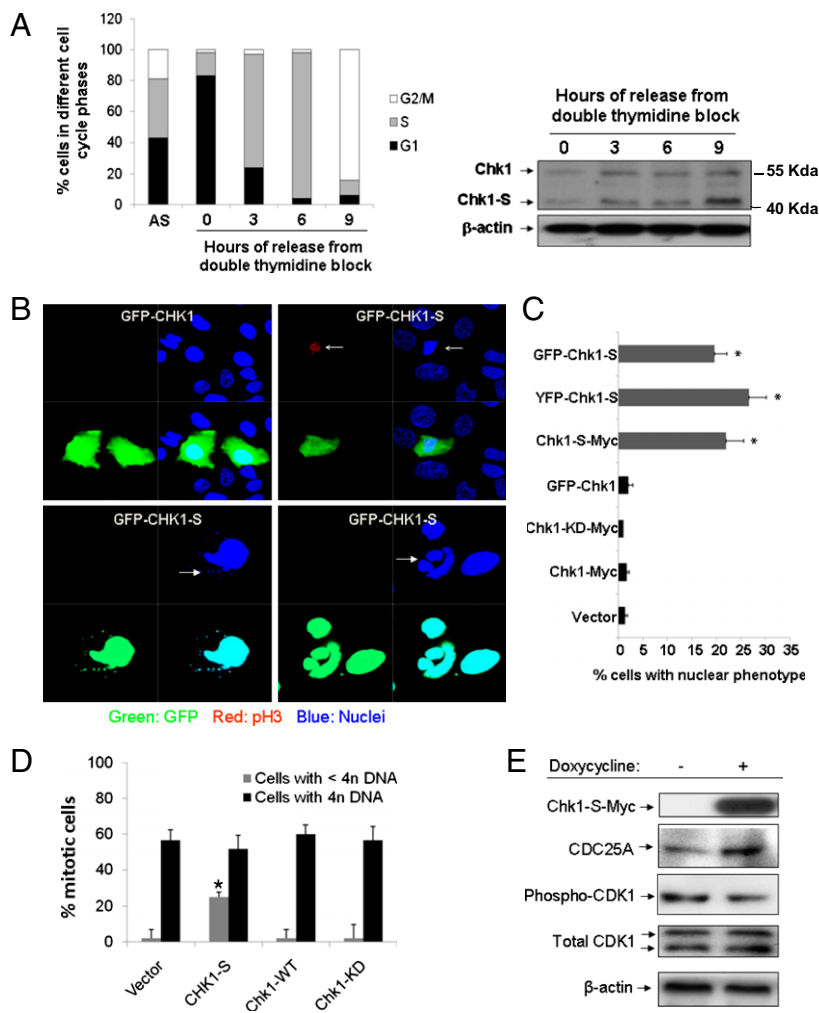 A
% cells in different cell
cycle phases
100
80
60
40
20
0
G2/M
S
G1
AS
0
3
6
9
Hours of release from
double thymidine block
Hours of release from
double thymidine block
0
3
6
9
Chk1
55 Kda
Chk1-S
40 Kda
β-actin
B
GFP-CHK1
GFP-CHK1-S
GFP-CHK1-S
GFP-CHK1-S
Green: GFP
Red: pH3
Blue: Nuclei
C
GFP-Chk1-S
*
YFP-Chk1-S
*
Chk1-S-Myc
*
GFP-Chk1
Chk1-KD-Myc
Chk1-Myc
Vector
0 5 10 15 20 25 30 35
% cells with nuclear phenotype
D
% mitotic cells
100
80
60
40
20
0
Cells with < 4n DNA
Cells with 4n DNA
*
Vector
CHK1-S
Chk1-WT
Chk1-KD
E
Doxycycline: - +
Chk1-S-Myc
CDC25A
Phospho-CDK1
Total CDK1
β-actin